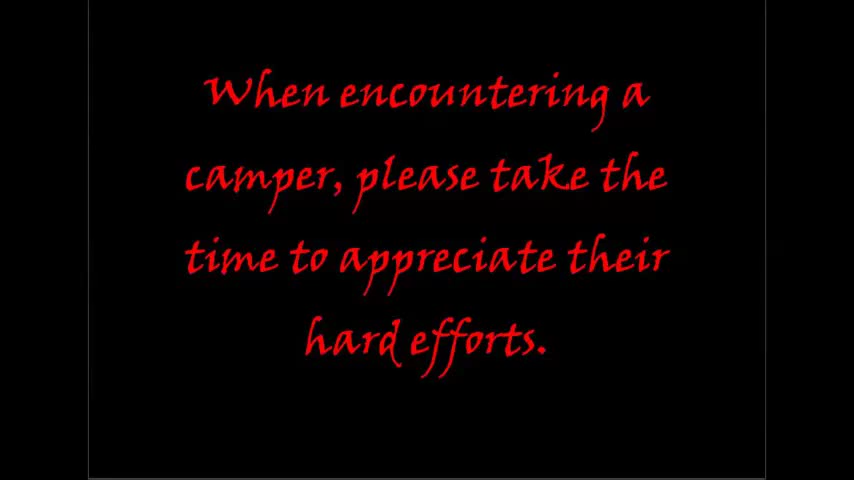 When encountering a
camper, please take the
time to appreciate their
hard efforts.